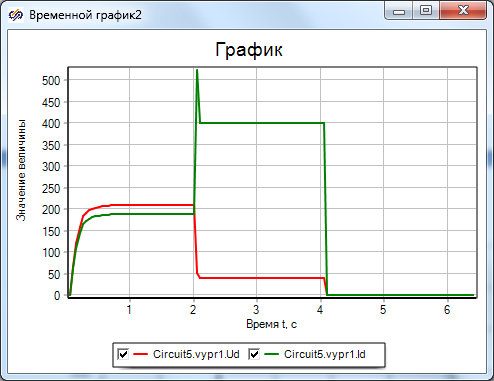 Временной график2
График
Значение величины
500
450
400
350
300
250
200
150
100
50
0
1 2 3 4 5 6
Время t, с
Circuit5.vypr1.Ud Circuit5.vypr1.Id